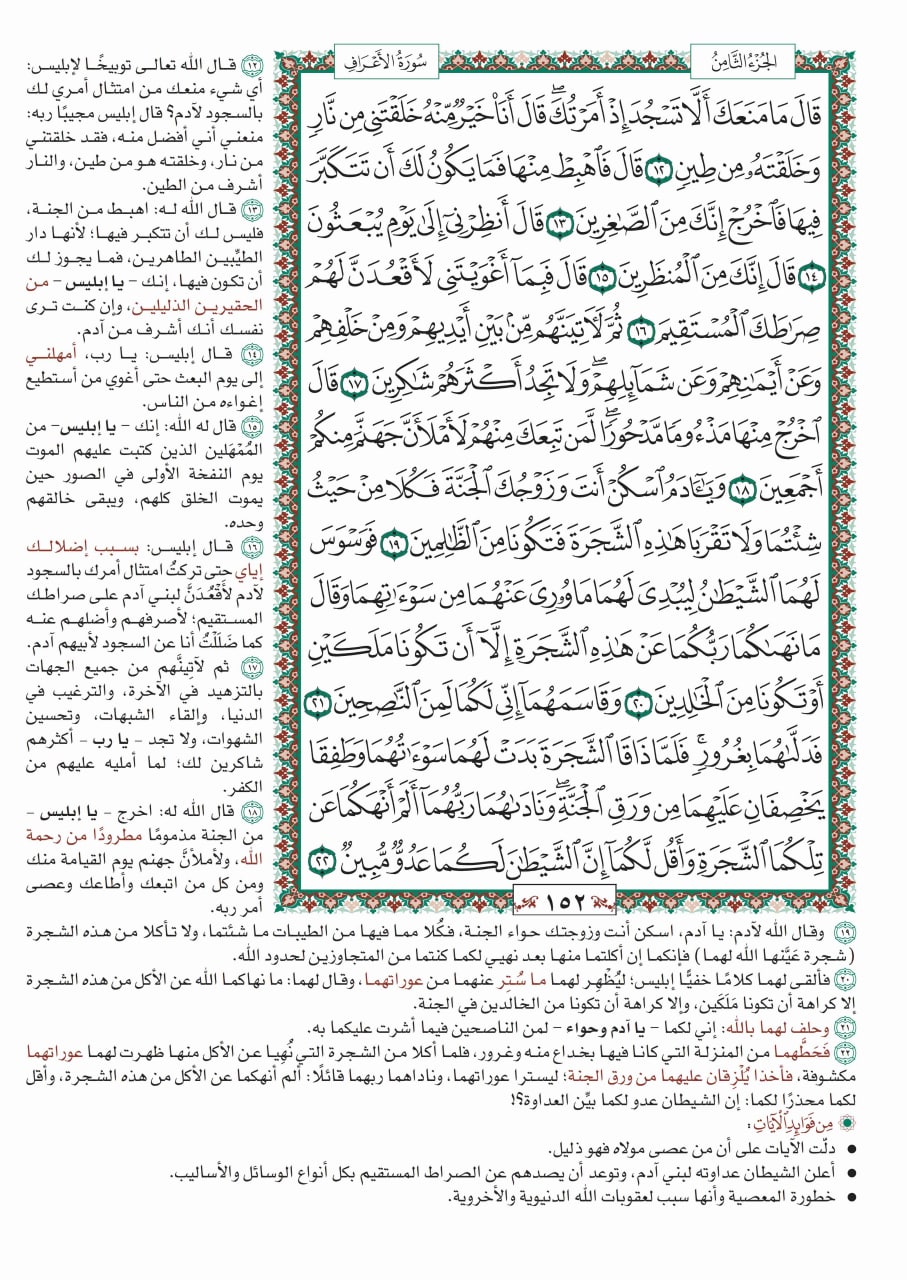 الجُزْءُ الثَّامِنُ
سُورَةُ الأَعْرَافِ
قَالَ مَا مَنَعَكَ أَلَّا تَسْجُدَ إِذْ أَمَرْتُكَۖ قَالَ أَنَا۠ خَيْرٌ مِّنْهُ خَلَقْتَنِي مِن نَّارٍ
وَخَلَقْتَهُۥ مِن طِينٍ ١٢ قَالَ فَٱهْبِطْ مِنْهَا فَمَا يَكُونُ لَكَ أَن تَتَكَبَّرَ
فِيهَا فَٱخْرُجْ إِنَّكَ مِنَ ٱلصَّٰغِرِينَ ١٣ قَالَ أَنظِرْنِيٓ إِلَىٰ يَوْمِ يُبْعَثُونَ
١٤ قَالَ إِنَّكَ مِنَ ٱلْمُنظَرِينَ ١٥ قَالَ فَبِمَآ أَغْوَيْتَنِي لَأَقْعُدَنَّ لَهُمْ
صِرَٰطَكَ ٱلْمُسْتَقِيمَ ١٦ ثُمَّ لَأٓتِيَنَّهُم مِّنۢ بَيْنِ أَيْدِيهِمْ وَمِنْ خَلْفِهِمْ
وَعَنْ أَيْمَٰنِهِمْ وَعَن شَمَآئِلِهِمْۖ وَلَا تَجِدُ أَكْثَرَهُمْ شَٰكِرِينَ ١٧ قَالَ
ٱخْرُجْ مِنْهَا مَذْءُومًا مَّدْحُورًاۖ لَّمَن تَبِعَكَ مِنْهُمْ لَأَمْلَأَنَّ جَهَنَّمَ مِنكُمْ
أَجْمَعِينَ ١٨ وَيَٰٓـَٔادَمُ ٱسْكُنْ أَنتَ وَزَوْجُكَ ٱلْجَنَّةَ فَكُلَا مِنْ حَيْثُ
شِئْتُمَا وَلَا تَقْرَبَا هَٰذِهِ ٱلشَّجَرَةَ فَتَكُونَا مِنَ ٱلظَّٰلِمِينَ ١٩ فَوَسْوَسَ
لَهُمَا ٱلشَّيْطَٰنُ لِيُبْدِيَ لَهُمَا مَا وُۥرِيَ عَنْهُمَا مِن سَوْءَٰتِهِمَا وَقَالَ
مَا نَهَىٰكُمَا رَبُّكُمَا عَنْ هَٰذِهِ ٱلشَّجَرَةِ إِلَّآ أَن تَكُونَا مَلَكَيْنِ
أَوْ تَكُونَا مِنَ ٱلْخَٰلِدِينَ ٢٠ وَقَاسَمَهُمَآ إِنِّي لَكُمَا لَمِنَ ٱلنَّٰصِحِينَ ٢١
فَدَلَّىٰهُمَا بِغُرُورٍۚ فَلَمَّا ذَاقَا ٱلشَّجَرَةَ بَدَتْ لَهُمَا سَوْءَٰتُهُمَا وَطَفِقَا
يَخْصِفَانِ عَلَيْهِمَا مِن وَرَقِ ٱلْجَنَّةِۖ وَنَادَىٰهُمَا رَبُّهُمَآ أَلَمْ أَنْهَكُمَا عَن
تِلْكُمَا ٱلشَّجَرَةِ وَأَقُل لَّكُمَآ إِنَّ ٱلشَّيْطَٰنَ لَكُمَا عَدُوٌّ مُّبِينٌ ٢٢
١٥٢
١٢ قال الله تعالى توبيخًا لإبليس:
أي شيء منعك من امتثال أمري لك
بالسجود لآدم؟ قال إبليس مجيبًا ربه:
منعني أني أفضل منه، فقد خلقتني
من نار، وخلقته هو من طين، والنار
أشرف من الطين.
١٣ قال الله له: اهبط من الجنة،
فليس لك أن تتكبر فيها؛ لأنها دار
الطيِّبين الطاهرين، فما يجوز لك
أن تكون فيها، إنك – يا إبليس – من
الحقيرين الذليلين، وإن كنت ترى
نفسك أنك أشرف من آدم.
١٤ قال إبليس: يا رب، أمهلني
إلى يوم البعث حتى أغوي من أستطيع
إغواءه من الناس.
١٥ قال له الله: إنك – يا إبليس– من
المُمْهَلين الذين كتبت عليهم الموت
يوم النفخة الأولى في الصور حين
يموت الخلق كلهم، ويبقى خالقهم
وحده.
١٦ قال إبليس: بسبب إضلالك
إياي حتى تركتُ امتثال أمرك بالسجود
لآدم لأَقْعُدَنَّ لبني آدم على صراطك
المستقيم؛ لأصرفهم وأضلهم عنه
كما ضَلَلْتُ أنا عن السجود لأبيهم آدم.
١٧ ثم لآتِيَنَّهم من جميع الجهات
بالتزهيد في الآخرة، والترغيب في
الدنيا، وإلقاء الشبهات، وتحسين
الشهوات، ولا تجد – يا رب – أكثرهم
شاكرين لك؛ لما أمليه عليهم من
الكفر.
١٨ قال الله له: اخرج – يا إبليس –
من الجنة مذمومًا مطرودًا من رحمة
الله، ولأملأنَّ جهنم يوم القيامة منك
ومن كل من اتبعك وأطاعك وعصى
أمر ربه.
١٩ وقال الله لآدم: يا آدم، اسكن أنت وزوجتك حواء الجنة، فكُلا مما فيها من الطيبات ما شئتما، ولا تأكلا من هذه الشجرة
(شجرة عَيَّنها الله لهما) فإنكما إن أكلتما منها بعد نهيي لكما كنتما من المتجاوزين لحدود الله.
٢٠ فألقى لهما كلامًا خفيًّا إبليس؛ ليُظْهِر لهما ما سُتِر عنهما من عوراتهما، وقال لهما: ما نهاكما الله عن الأكل من هذه الشجرة
إلا كراهة أن تكونا مَلَكَين، وإلا كراهة أن تكونا من الخالدين في الجنة.
٢١ وحلف لهما بالله: إني لكما – يا آدم وحواء – لمن الناصحين فيما أشرت عليكما به.
٢٢ فَحَطَّهما من المنزلة التي كانا فيها بخداع منه وغرور، فلما أكلا من الشجرة التي نُهِيا عن الأكل منها ظهرت لهما عوراتهما
مكشوفة، فأخذا يُلْزِقان عليهما من ورق الجنة؛ ليسترا عوراتهما، وناداهما ربهما قائلًا: ألم أنهكما عن الأكل من هذه الشجرة، وأقل
لكما محذرًا لكما: إن الشيطان عدو لكما بيِّن العداوة؟!
مِن فَوَائِدِ الْآيَاتِ:
• دلّت الآيات على أن من عصى مولاه فهو ذليل.
• أعلن الشيطان عداوته لبني آدم، وتوعد أن يصدهم عن الصراط المستقيم بكل أنواع الوسائل والأساليب.
• خطورة المعصية وأنها سبب لعقوبات الله الدنيوية والأخروية.